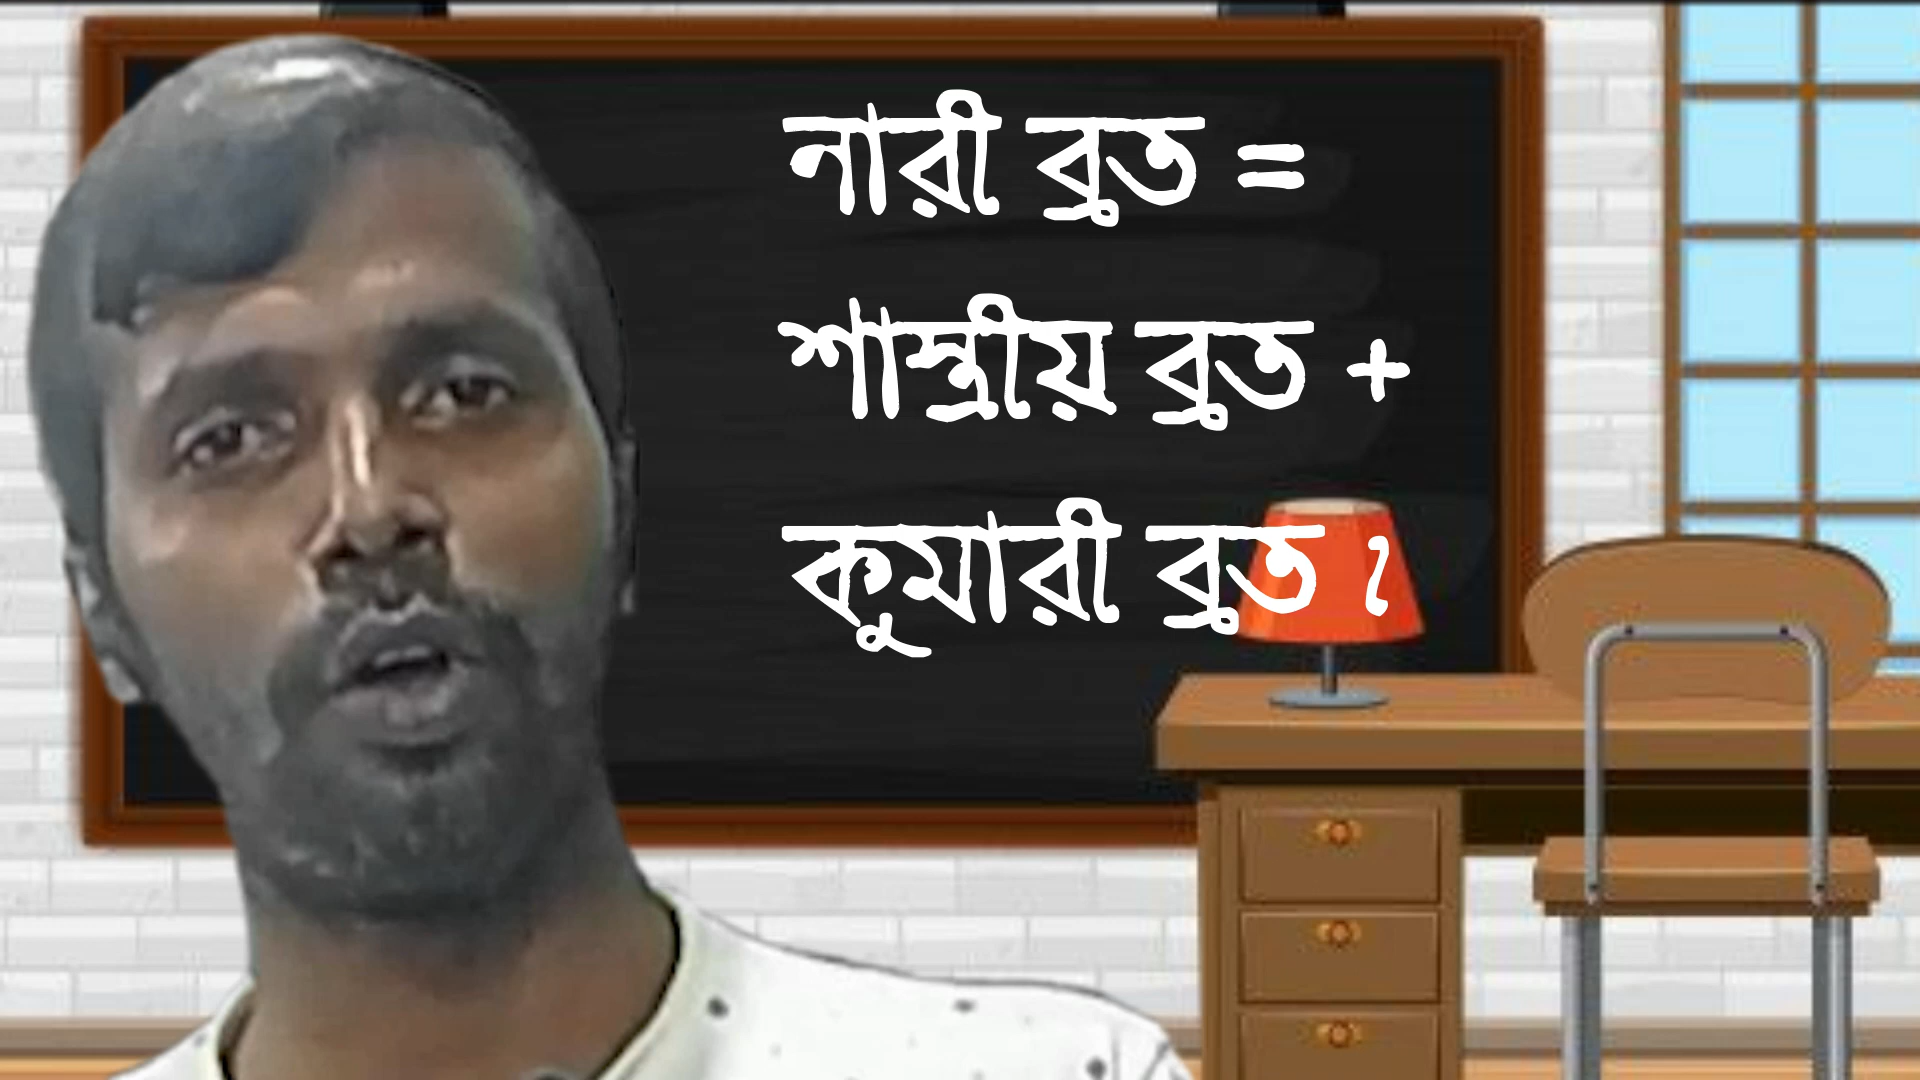 নারী ব্রত =
শাস্ত্রীয় ব্রত +
কুমারী ব্রত ?